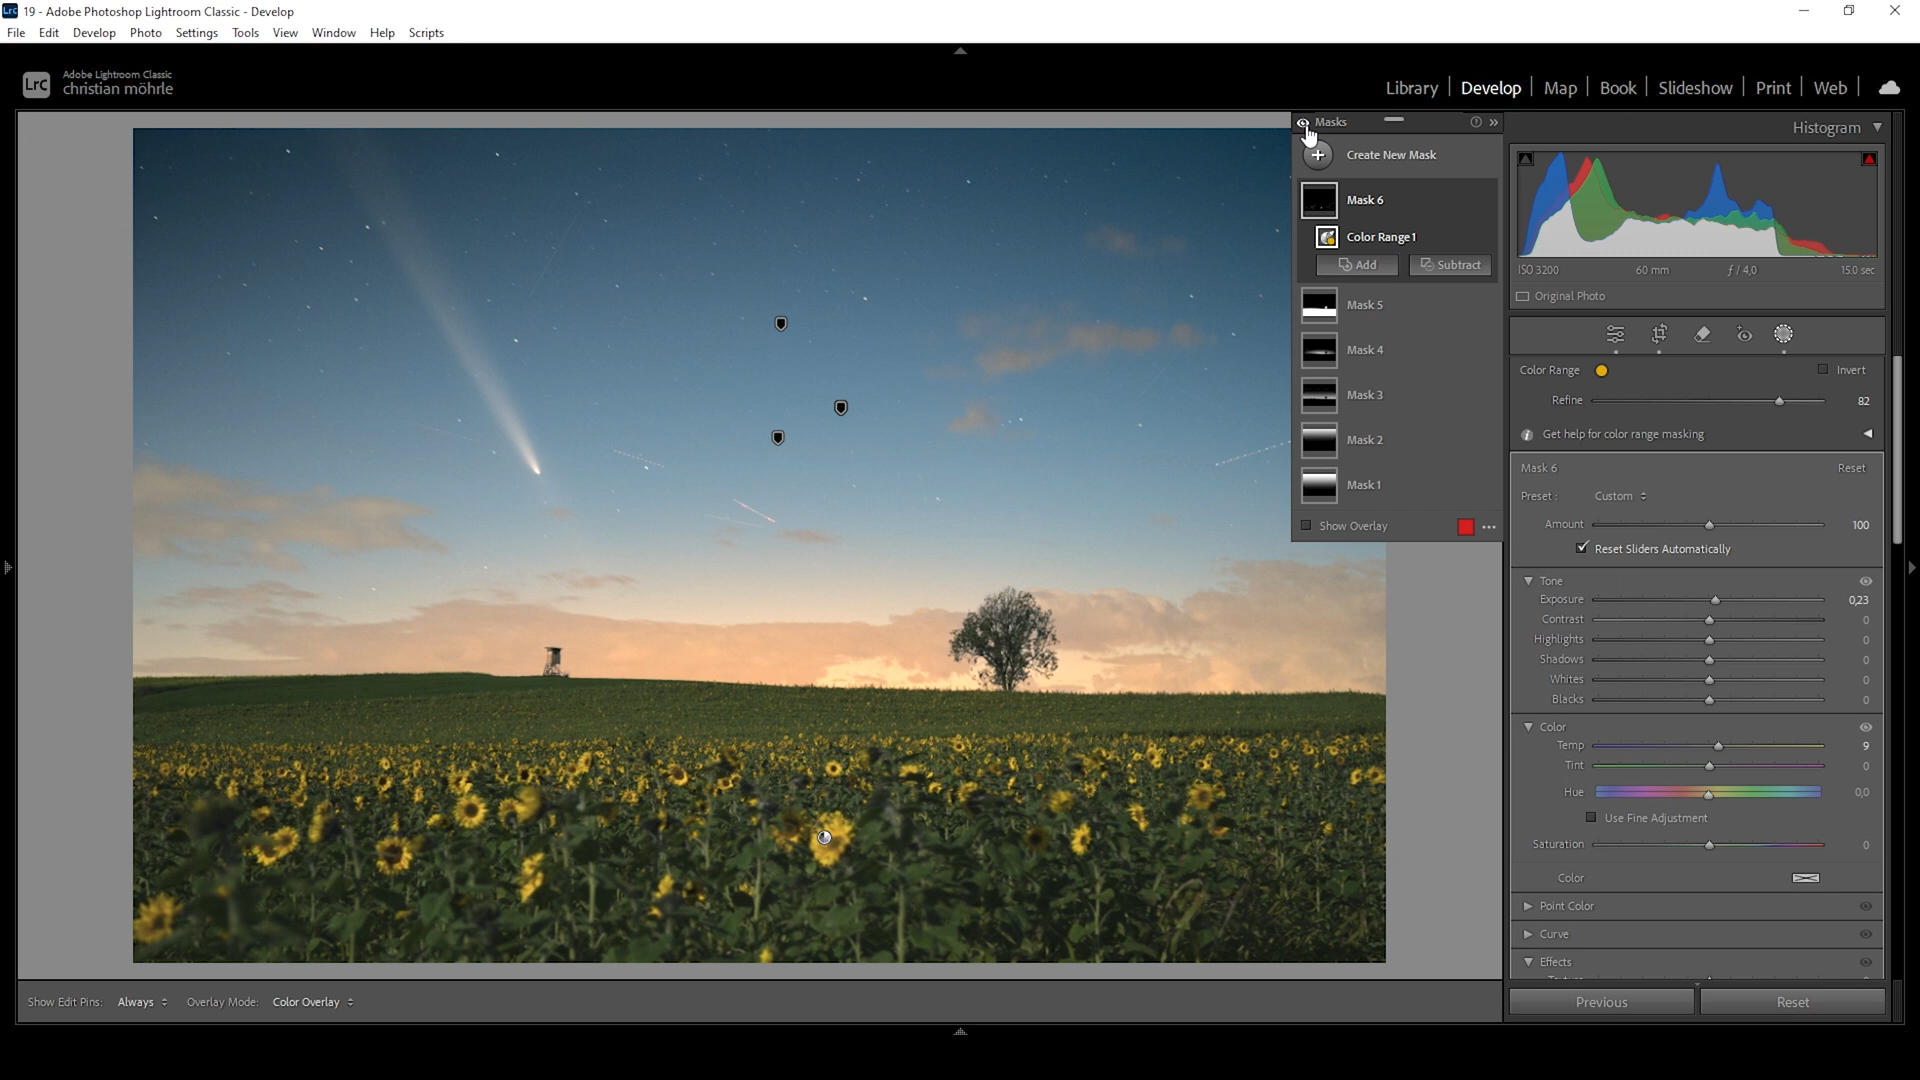 19 - Adobe Photoshop Lightroom Classic - Develop
File Edit Develop Photo Settings Tools View Window Help Scripts
Lrc Adobe Lightroom Classic
christian möhrle
Library Develop Map Book Slideshow Print Web
Masks
Create New Mask
Mask 6
Color Range 1
Add Subtract
Mask 5
Mask 4
Mask 3
Mask 2
Mask 1
Show Overlay
Histogram
ISO 3200 60 mm ƒ / 4,0 15.0 sec
Original Photo
Color Range Invert
Refine 82
Get help for color range masking
Mask 6 Reset
Preset : Custom
Amount 100
Reset Sliders Automatically
Tone
Exposure 0,23
Contrast 0
Highlights 0
Shadows 0
Whites 0
Blacks 0
Color
Temp 9
Tint 0
Hue 0,0
Use Fine Adjustment
Saturation 0
Color
Point Color
Curve
Effects
Previous Reset
Show Edit Pins: Always Overlay Mode: Color Overlay